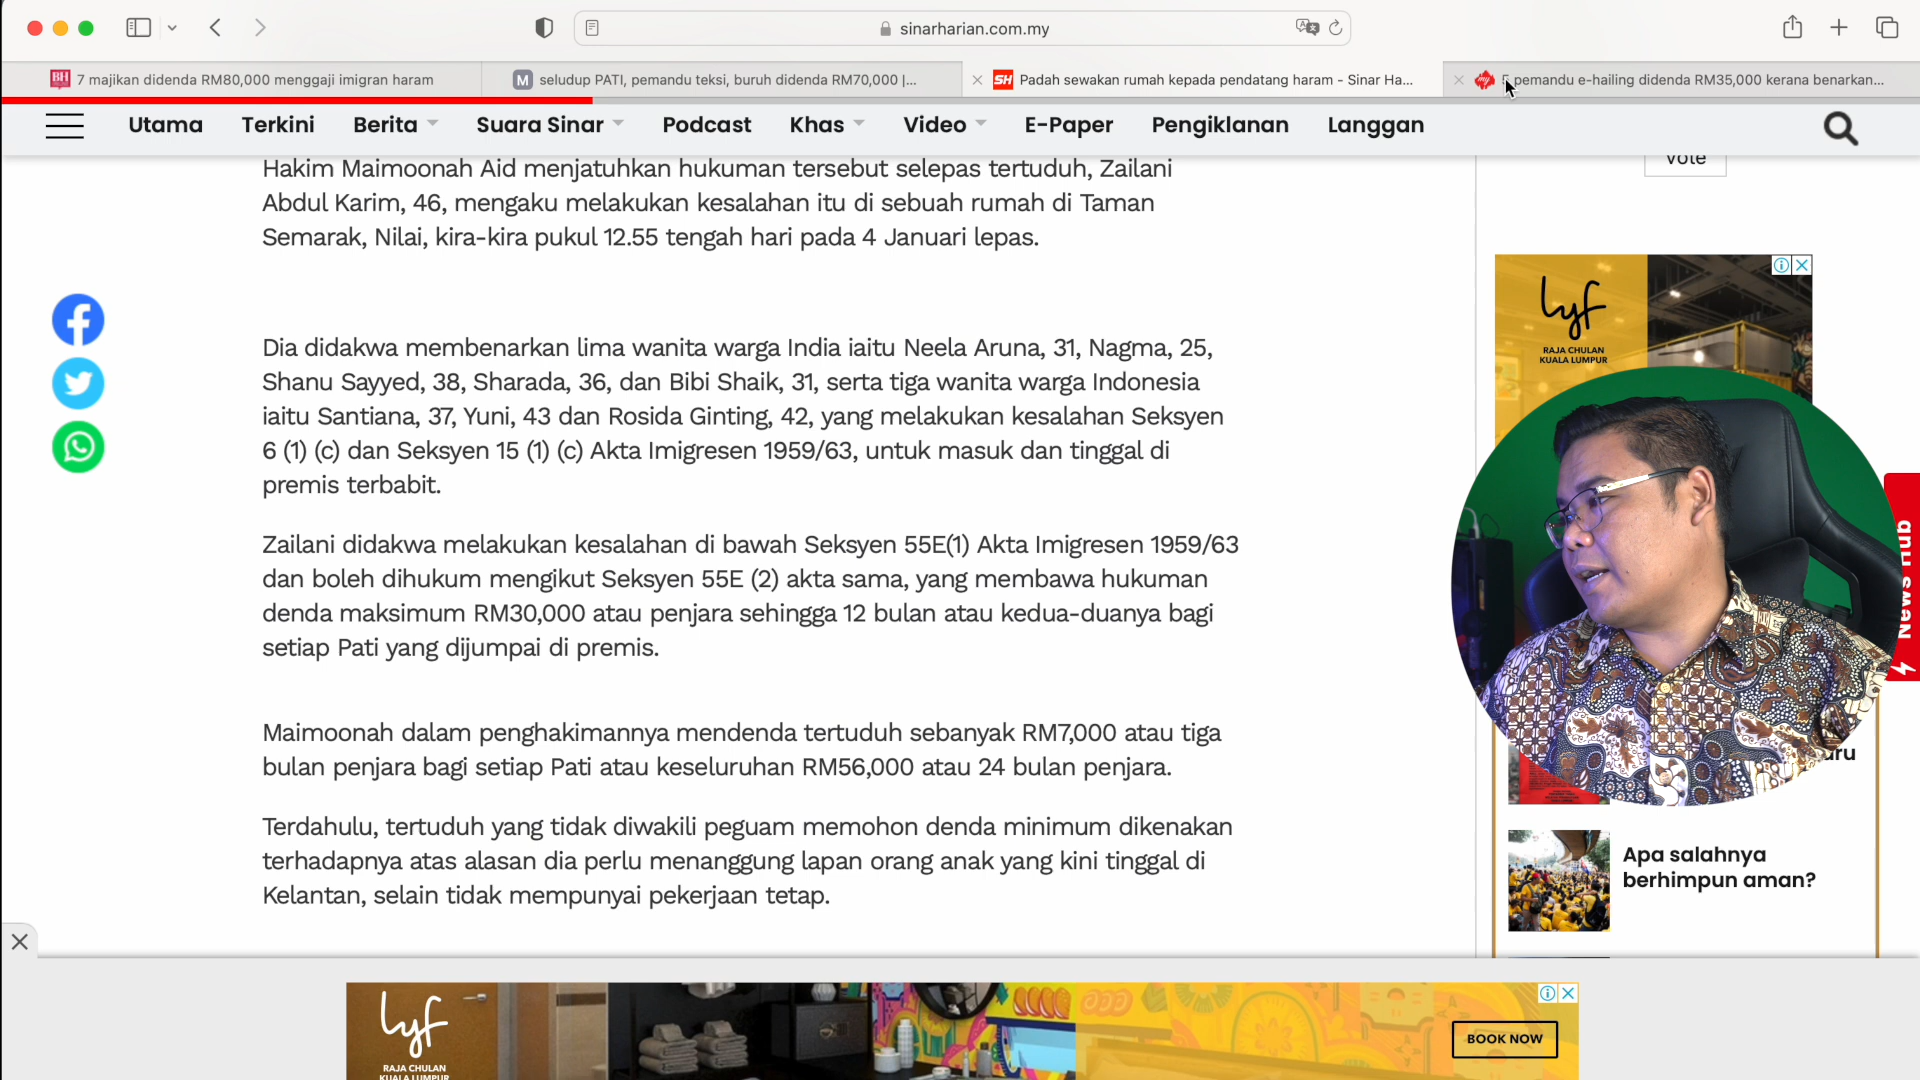 sinarharian.com.my
7 majikan didenda RM80,000 menggaji imigran haram
seludup PATI, pemandu teksi, buruh didenda RM70,000 |...
Padah sewakan rumah kepada pendatang haram - Sinar Ha...
5 pemandu e-hailing didenda RM35,000 kerana benarkan...
Utama Terkini Berita Suara Sinar Podcast Khas Video E-Paper Pengiklanan Langgan
Vote
Hakim Maimoonah Aid menjatuhkan hukuman tersebut selepas tertuduh, Zailani
Abdul Karim, 46, mengaku melakukan kesalahan itu di sebuah rumah di Taman
Semarak, Nilai, kira-kira pukul 12.55 tengah hari pada 4 Januari lepas.
Dia didakwa membenarkan lima wanita warga India iaitu Neela Aruna, 31, Nagma, 25,
Shanu Sayyed, 38, Sharada, 36, dan Bibi Shaik, 31, serta tiga wanita warga Indonesia
iaitu Santiana, 37, Yuni, 43 dan Rosida Ginting, 42, yang melakukan kesalahan Seksyen
6 (1) (c) dan Seksyen 15 (1) (c) Akta Imigresen 1959/63, untuk masuk dan tinggal di
premis terbabit.
Zailani didakwa melakukan kesalahan di bawah Seksyen 55E(1) Akta Imigresen 1959/63
dan boleh dihukum mengikut Seksyen 55E (2) akta sama, yang membawa hukuman
denda maksimum RM30,000 atau penjara sehingga 12 bulan atau kedua-duanya bagi
setiap Pati yang dijumpai di premis.
Maimoonah dalam penghakimannya mendenda tertuduh sebanyak RM7,000 atau tiga
bulan penjara bagi setiap Pati atau keseluruhan RM56,000 atau 24 bulan penjara.
Terdahulu, tertuduh yang tidak diwakili peguam memohon denda minimum dikenakan
terhadapnya atas alasan dia perlu menanggung lapan orang anak yang kini tinggal di
Kelantan, selain tidak mempunyai pekerjaan tetap.
lyf
RAJA CHULAN
KUALA LUMPUR
News Hub
Apa salahnya
berhimpun aman?
lyf
RAJA CHULAN
KUALA LUMPUR
BOOK NOW